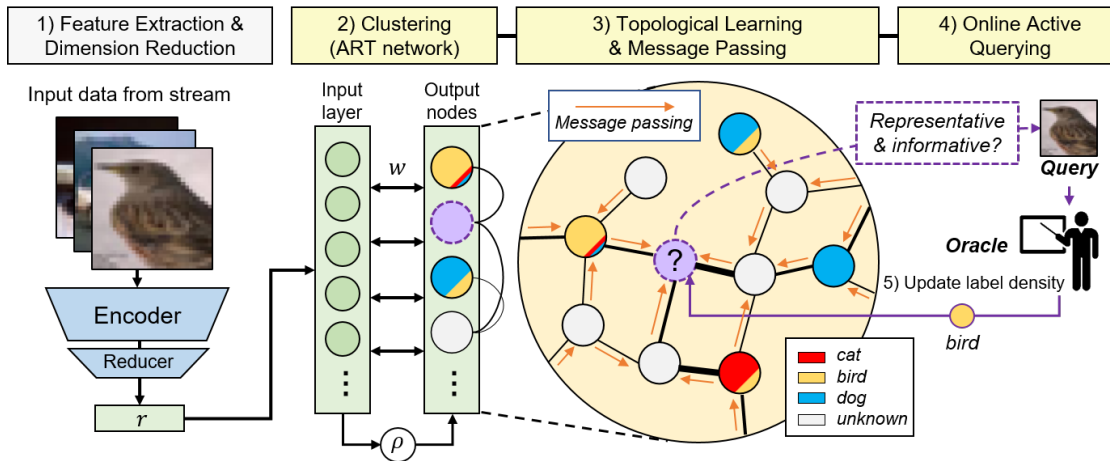 1) Feature Extraction &
Dimension Reduction
2) Clustering
(ART network)
3) Topological Learning
& Message Passing
4) Online Active
Querying
Input data from stream
Encoder
Reducer
r
Input
layer
Output
nodes
w
ρ
Message passing
?
Representative
& informative?
Query
Oracle
5) Update label density
bird
cat
bird
dog
unknown